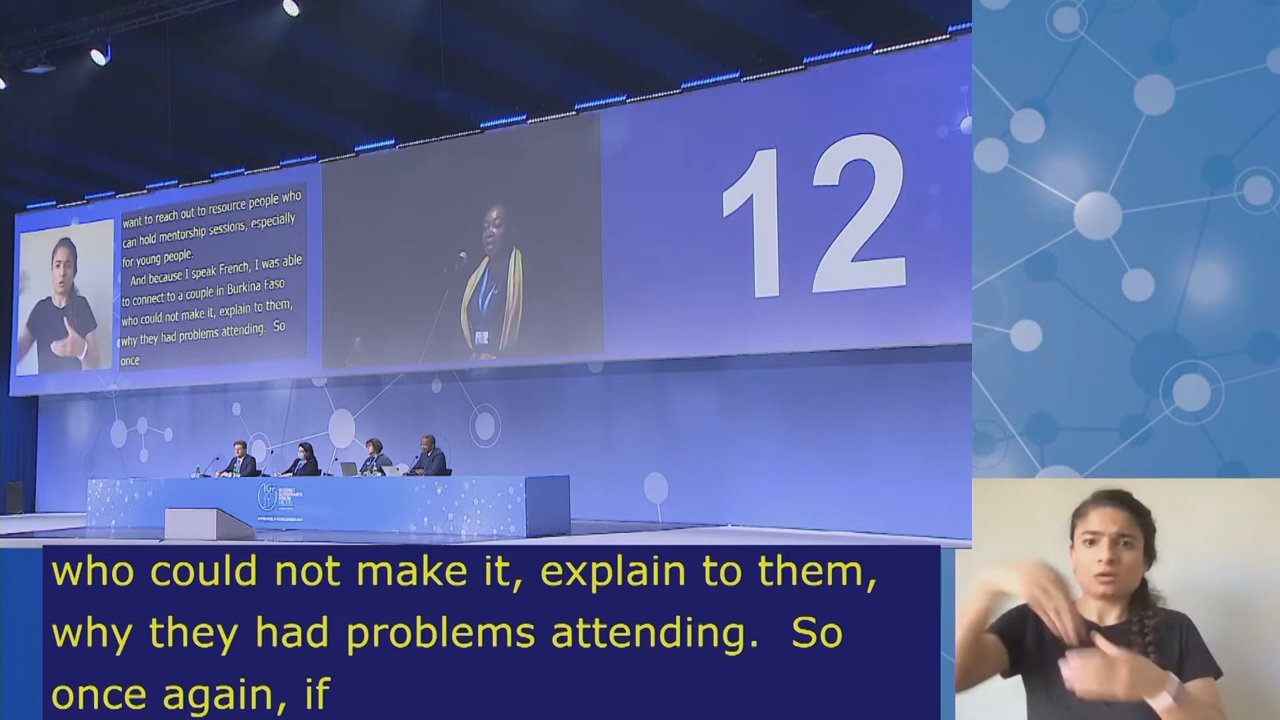 want to reach out to resource people who
can hold mentorship sessions, especially
for young people.
And because I speak French, I was able
to connect to a couple in Burkina Faso
who could not make it, explain to them,
why they had problems attending. So
once
12
who could not make it, explain to them,
why they had problems attending. So
once again, if